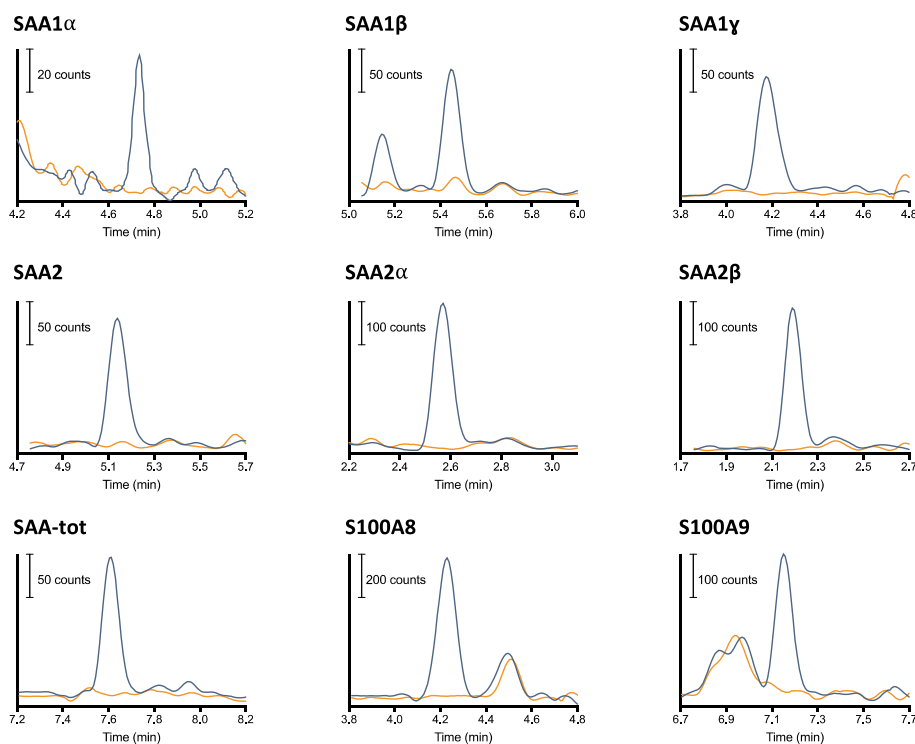 SAA1α
SAA1β
SAA1ɣ
20 counts
50 counts
50 counts
4.2 4.4 4.6 4.8 5.0 5.2
5.0 5.2 5.4 5.6 5.8 6.0
3.8 4.0 4.2 4.4 4.6 4.8
Time (min)
Time (min)
Time (min)
SAA2
SAA2α
SAA2β
50 counts
100 counts
100 counts
4.7 4.9 5.1 5.3 5.5 5.7
2.2 2.4 2.6 2.8 3.0
1.7 1.9 2.1 2.3 2.5 2.7
Time (min)
Time (min)
Time (min)
SAA-tot
S100A8
S100A9
50 counts
200 counts
100 counts
7.2 7.4 7.6 7.8 8.0 8.2
3.8 4.0 4.2 4.4 4.6 4.8
6.7 6.9 7.1 7.3 7.5 7.7
Time (min)
Time (min)
Time (min)